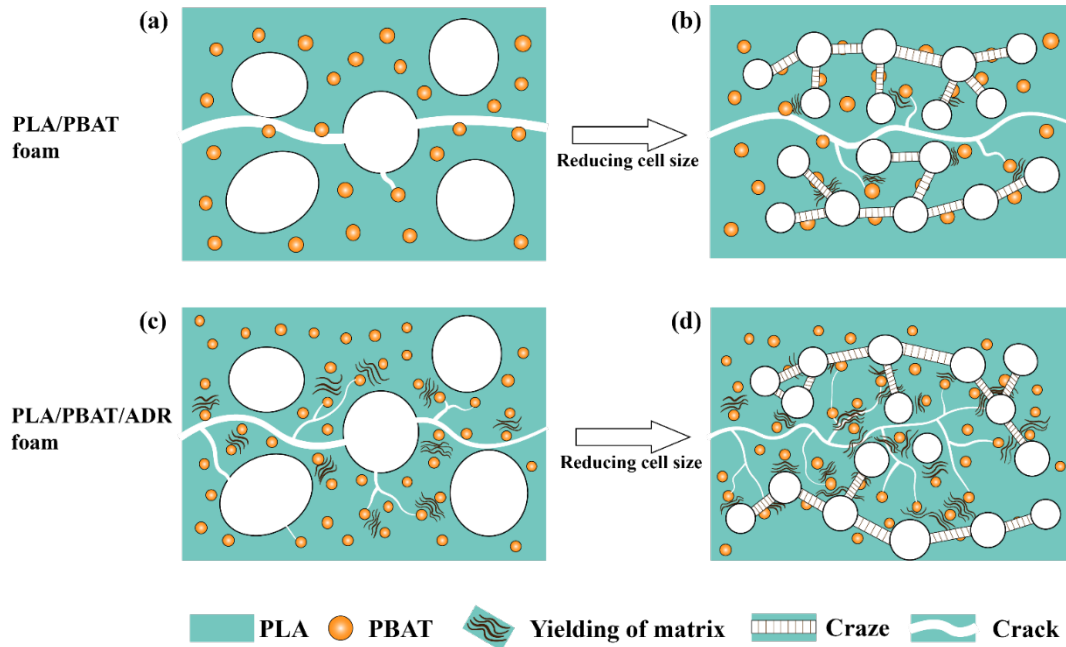 (a)
(b)
PLA/PBAT
foam
Reducing cell size
(c)
(d)
PLA/PBAT/ADR
foam
Reducing cell size
PLA PBAT Yielding of matrix Craze Crack